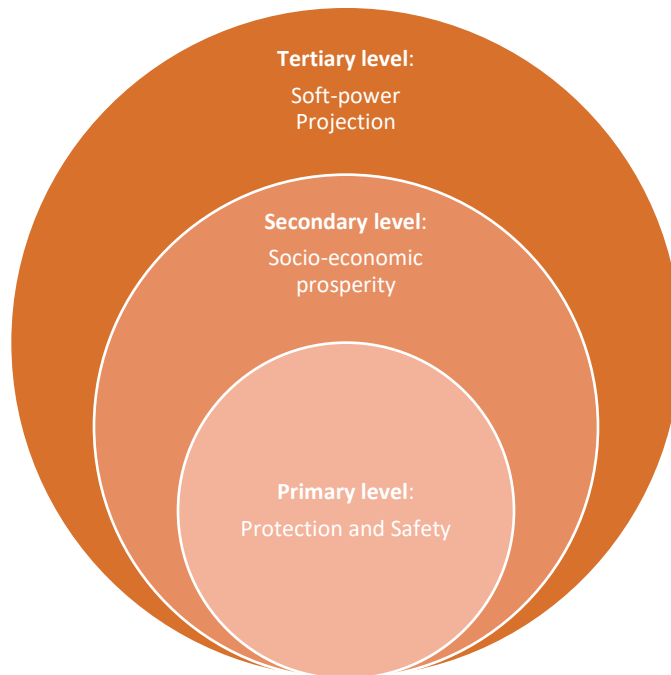 Tertiary level:
Soft-power
Projection
Secondary level:
Socio-economic
prosperity
Primary level:
Protection and Safety